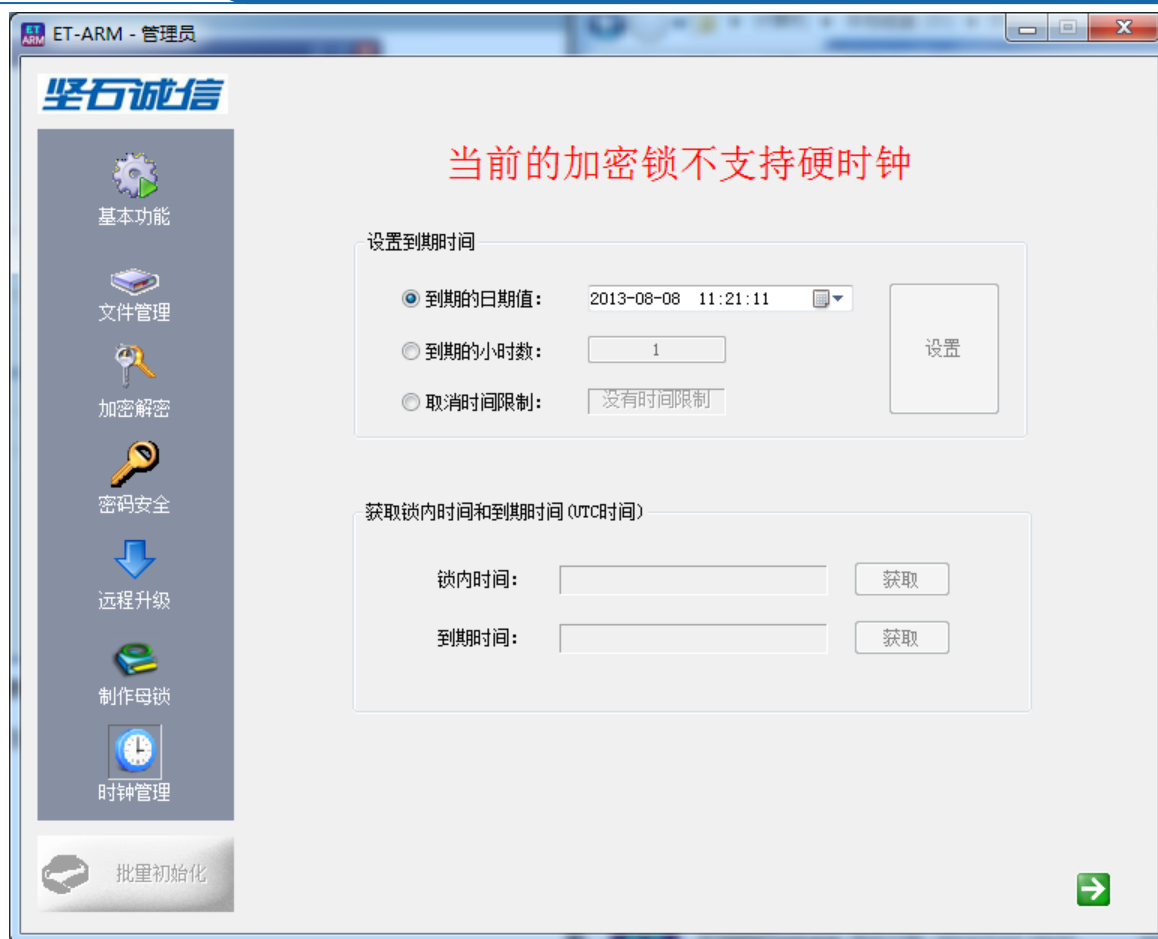 ET-ARM - 管理员
坚石诚信
当前的加密锁不支持硬时钟
基本功能
文件管理
加密解密
密码安全
远程升级
制作母锁
时钟管理
批量初始化
设置到期时间
到期的日期值： 2013-08-08 11:21:11
到期的小时数： 1
取消时间限制： 没有时间限制
设置
获取锁内时间和到期时间(UTC时间)
锁内时间： 获取
到期时间： 获取